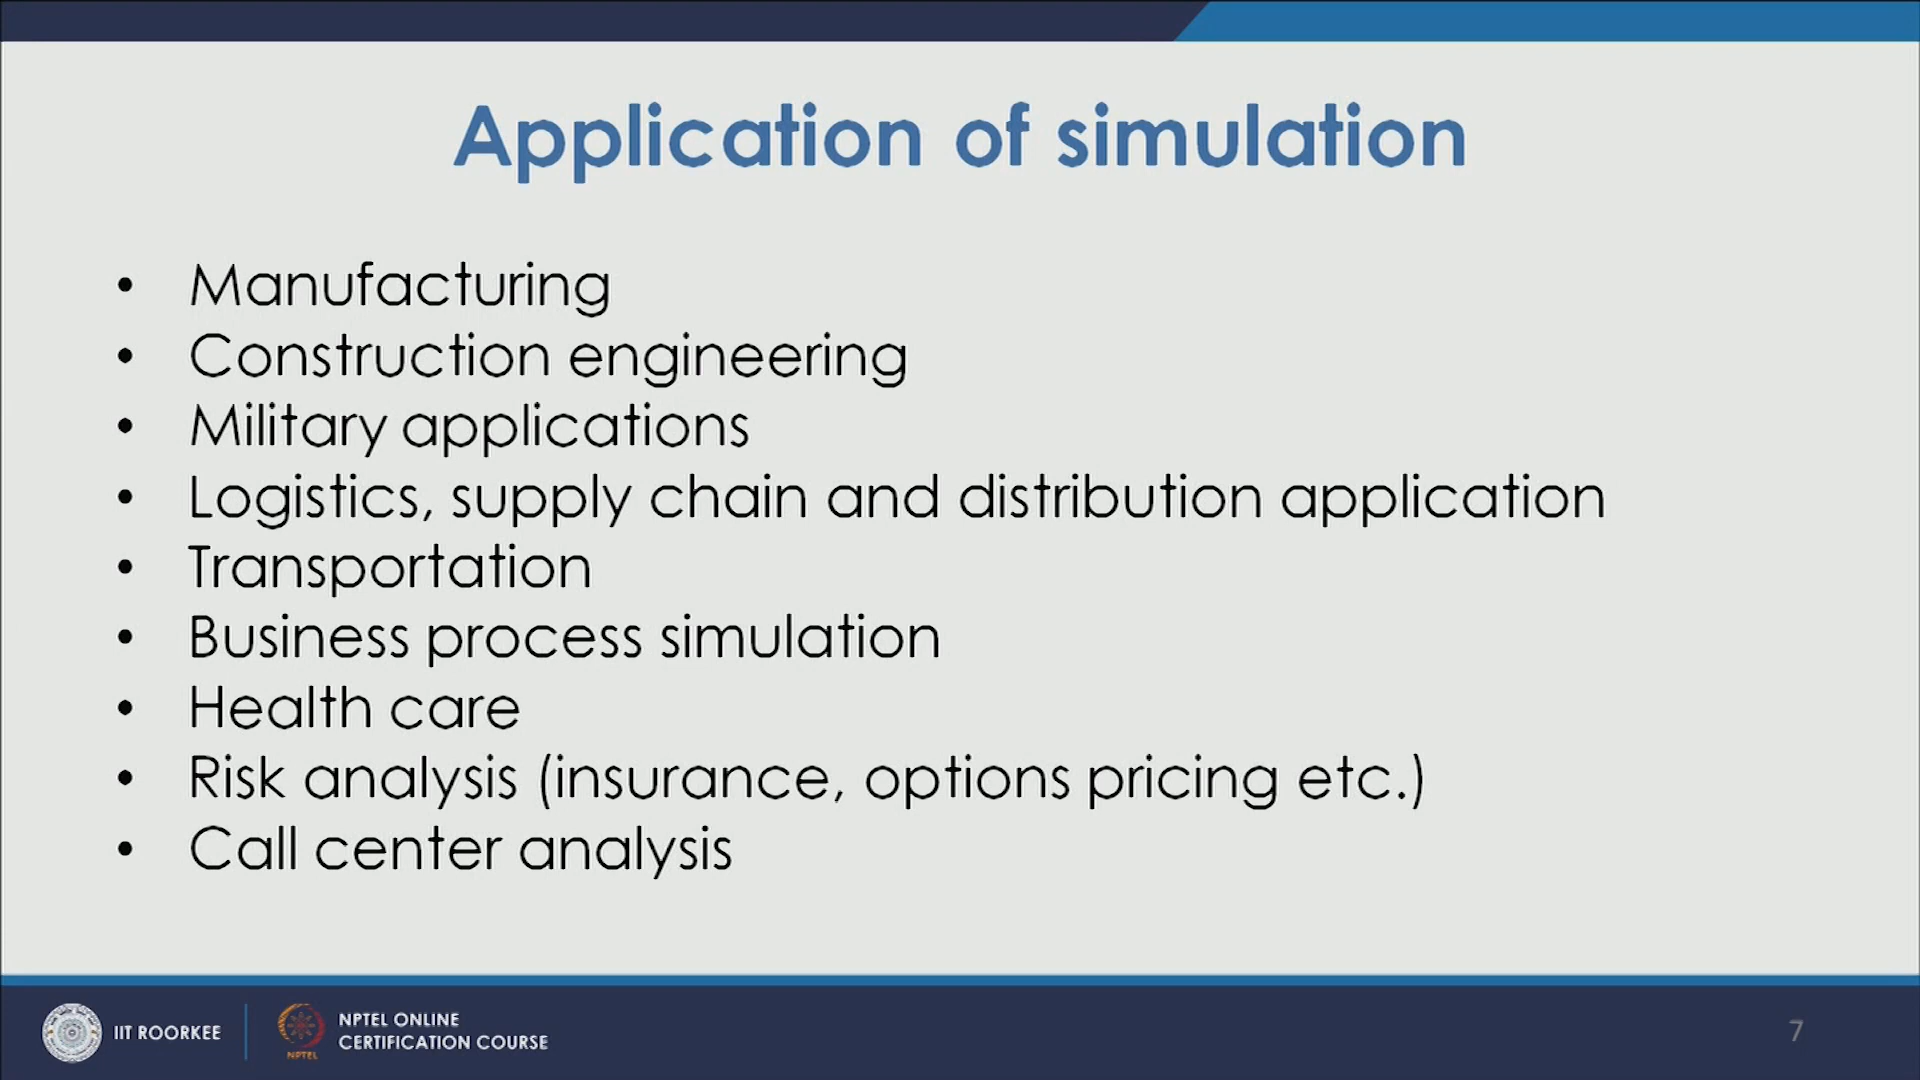 Application of simulation
• Manufacturing
• Construction engineering
• Military applications
• Logistics, supply chain and distribution application
• Transportation
• Business process simulation
• Health care
• Risk analysis (insurance, options pricing etc.)
• Call center analysis
IIT ROORKEE
NPTEL
NPTEL ONLINE
CERTIFICATION COURSE
7